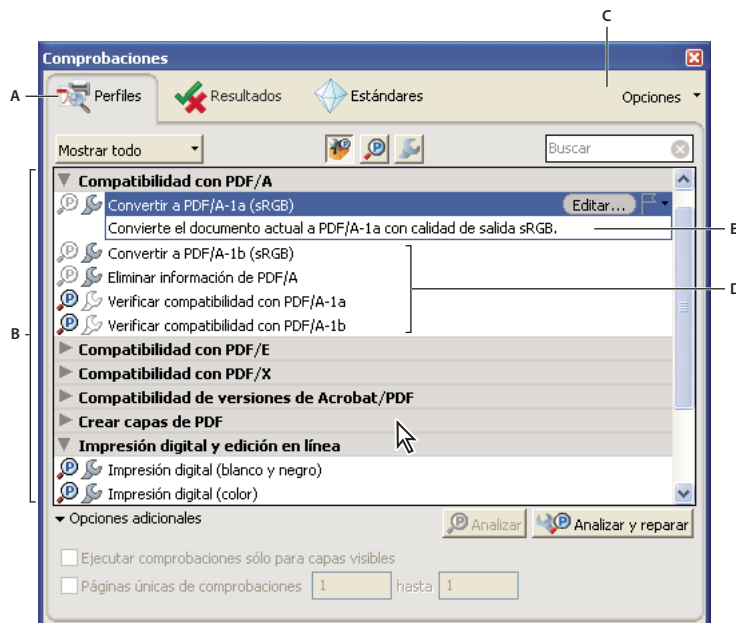 C
Comprobaciones
A
Perfiles
Resultados
Estándares
Opciones
Mostrar todo
Buscar
Compatibilidad con PDF/A
Convertir a PDF/A-1a (sRGB)
Editar...
Convierte el documento actual a PDF/A-1a con calidad de salida sRGB.
E
Convertir a PDF/A-1b (sRGB)
Eliminar información de PDF/A
D
Verificar compatibilidad con PDF/A-1a
Verificar compatibilidad con PDF/A-1b
B
Compatibilidad con PDF/E
Compatibilidad con PDF/X
Compatibilidad de versiones de Acrobat/PDF
Crear capas de PDF
Impresión digital y edición en línea
Impresión digital (blanco y negro)
Impresión digital (color)
Opciones adicionales
Analizar
Analizar y reparar
Ejecutar comprobaciones sólo para capas visibles
Páginas únicas de comprobaciones 1 hasta 1